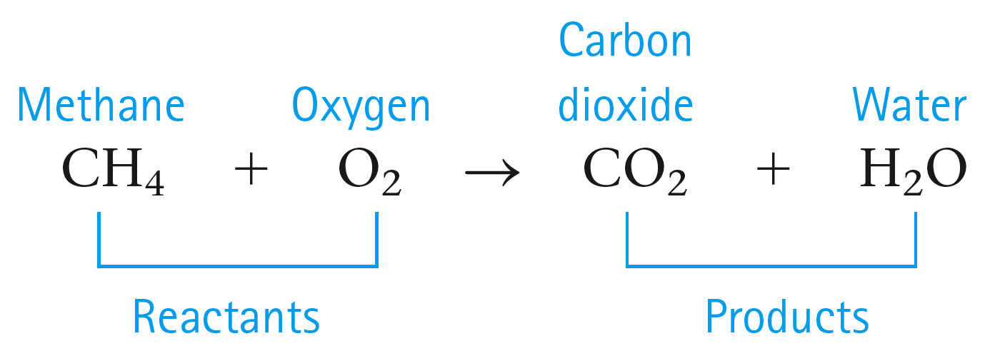 Carbon
Methane Oxygen dioxide Water
CH₄ + O₂ → CO₂ + H₂O
Reactants Products